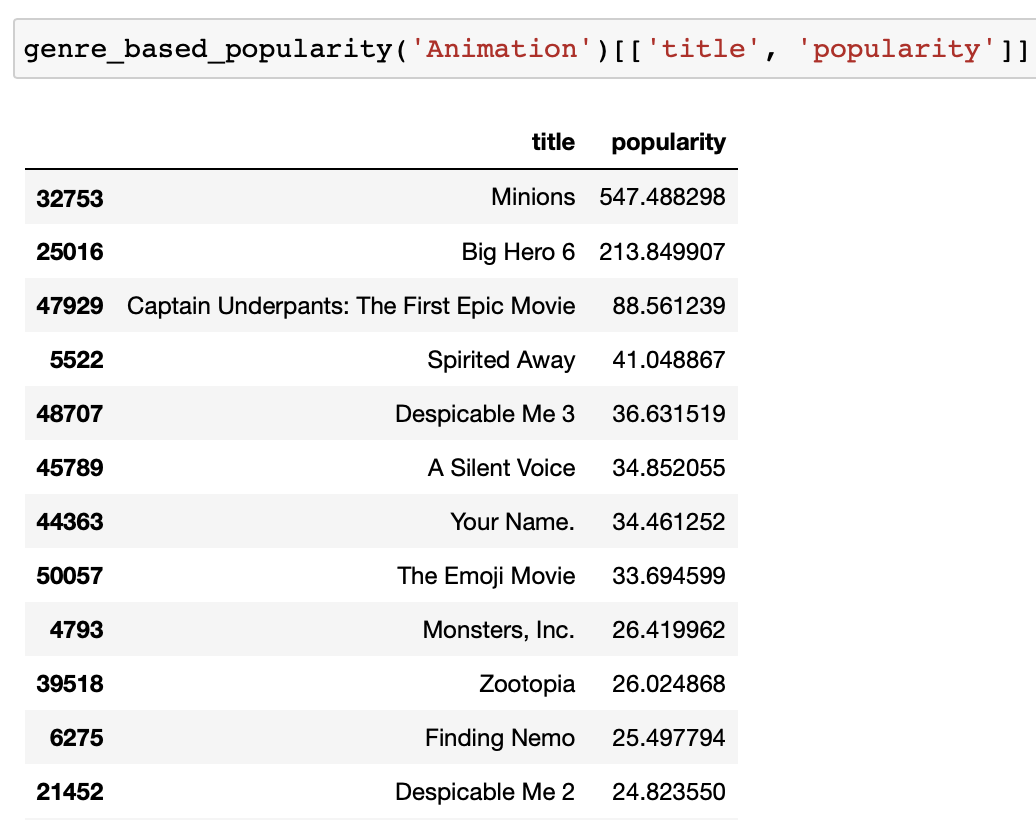 genre_based_popularity('Animation')[['title', 'popularity']]
title popularity
32753 Minions 547.488298
25016 Big Hero 6 213.849907
47929 Captain Underpants: The First Epic Movie 88.561239
5522 Spirited Away 41.048867
48707 Despicable Me 3 36.631519
45789 A Silent Voice 34.852055
44363 Your Name. 34.461252
50057 The Emoji Movie 33.694599
4793 Monsters, Inc. 26.419962
39518 Zootopia 26.024868
6275 Finding Nemo 25.497794
21452 Despicable Me 2 24.823550